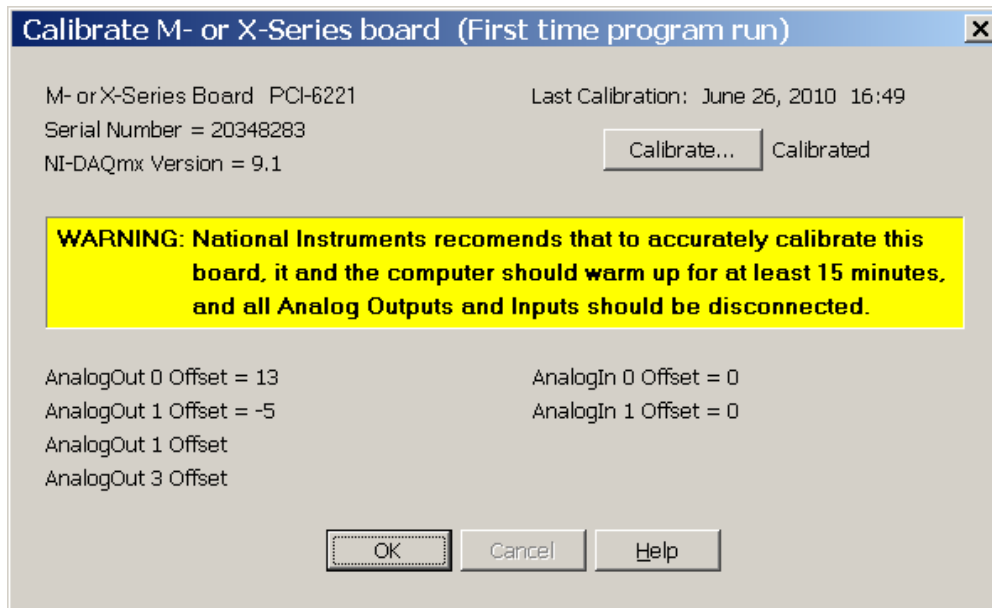 Calibrate M- or X-Series board (First time program run)
M- or X-Series Board PCI-6221
Last Calibration: June 26, 2010 16:49
Serial Number = 20348283
Calibrate... Calibrated
NI-DAQmx Version = 9.1
WARNING: National Instruments recomends that to accurately calibrate this
board, it and the computer should warm up for at least 15 minutes,
and all Analog Outputs and Inputs should be disconnected.
AnalogOut 0 Offset = 13
AnalogIn 0 Offset = 0
AnalogOut 1 Offset = -5
AnalogIn 1 Offset = 0
AnalogOut 1 Offset
AnalogOut 3 Offset
OK Cancel Help